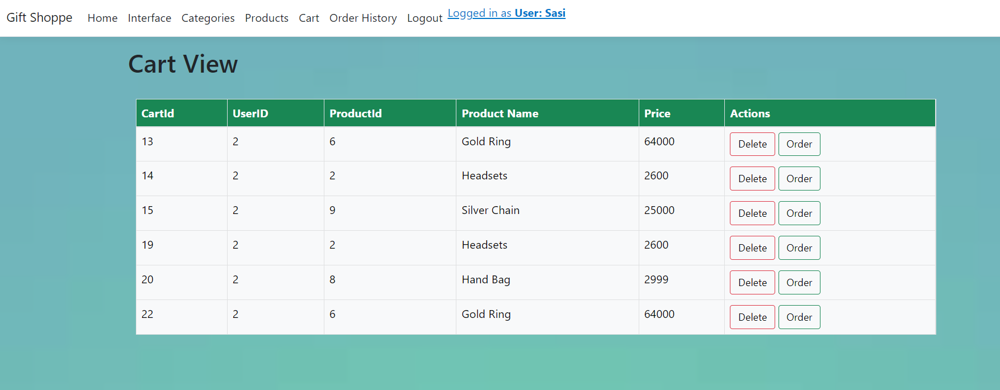 Gift Shoppe Home Interface Categories Products Cart Order History Logout Logged in as User: Sasi
Cart View
CartId UserID ProductId Product Name Price Actions
13 2 6 Gold Ring 64000 Delete Order
14 2 2 Headsets 2600 Delete Order
15 2 9 Silver Chain 25000 Delete Order
19 2 2 Headsets 2600 Delete Order
20 2 8 Hand Bag 2999 Delete Order
22 2 6 Gold Ring 64000 Delete Order